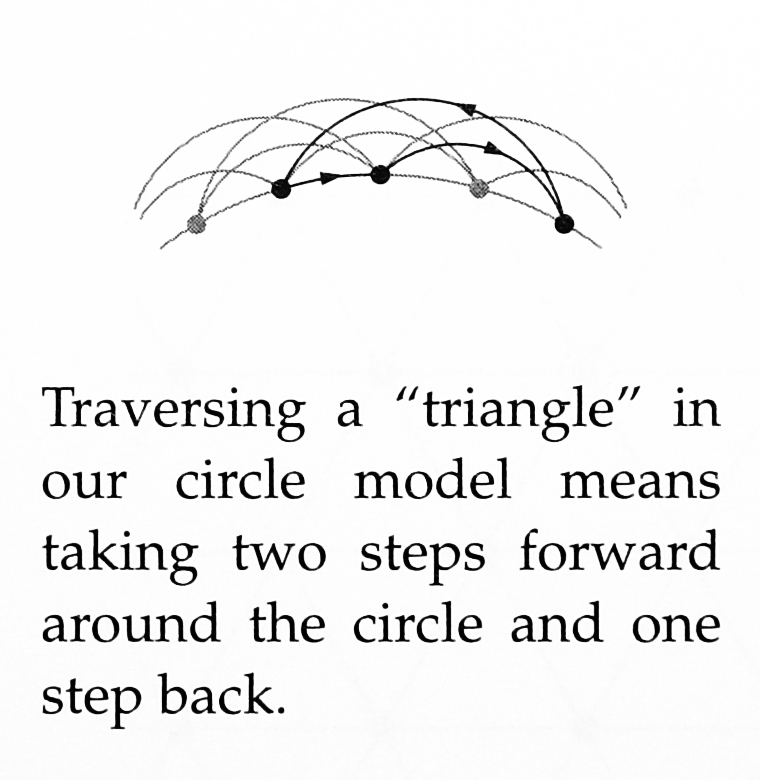 Traversing a “triangle” in
our circle model means
taking two steps forward
around the circle and one
step back.